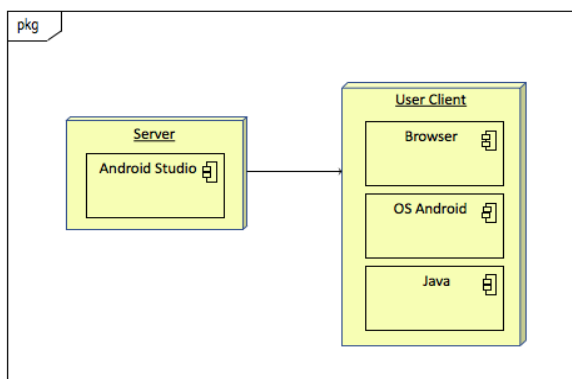 pkg
Server
Android Studio
User Client
Browser
OS Android
Java